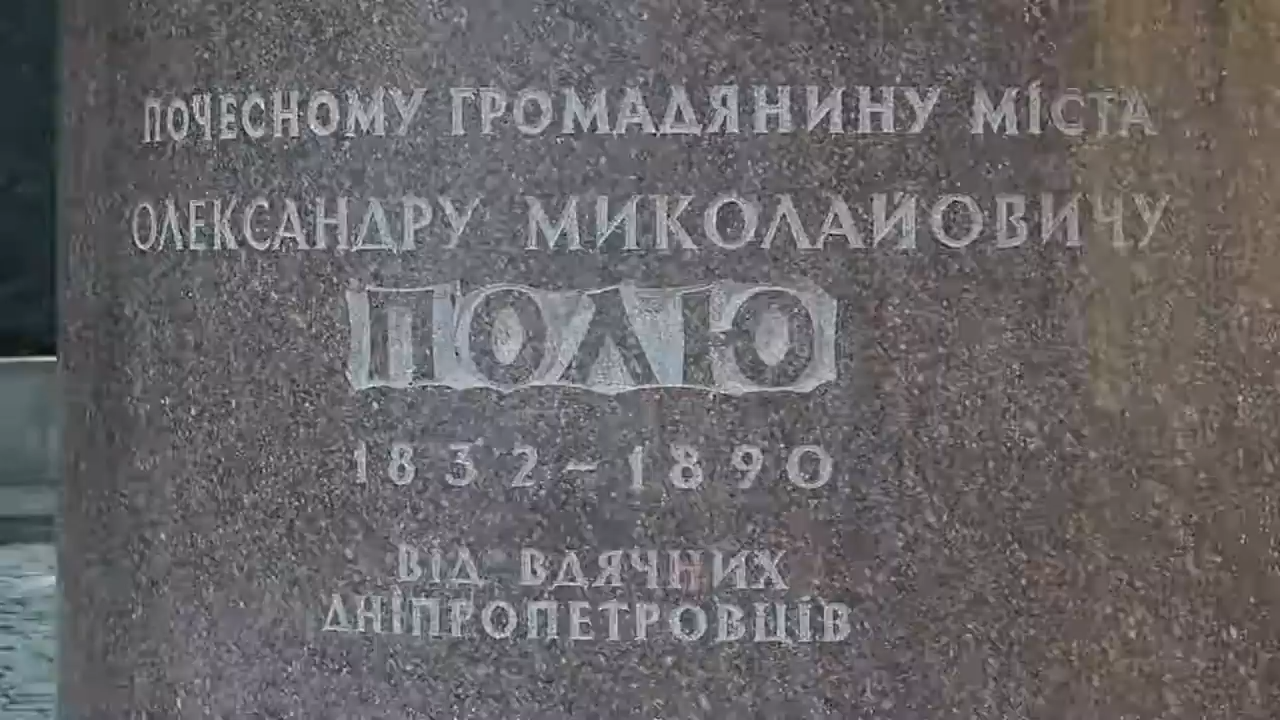 ПОЧЕСНОМУ ГРОМАДЯНИНУ МІСТА
ОЛЕКСАНДРУ МИКОЛАЙОВИЧУ
ПОЛЮ
1832-1890
ВІД ВДЯЧНИХ
ДНІПРОПЕТРОВЦІВ